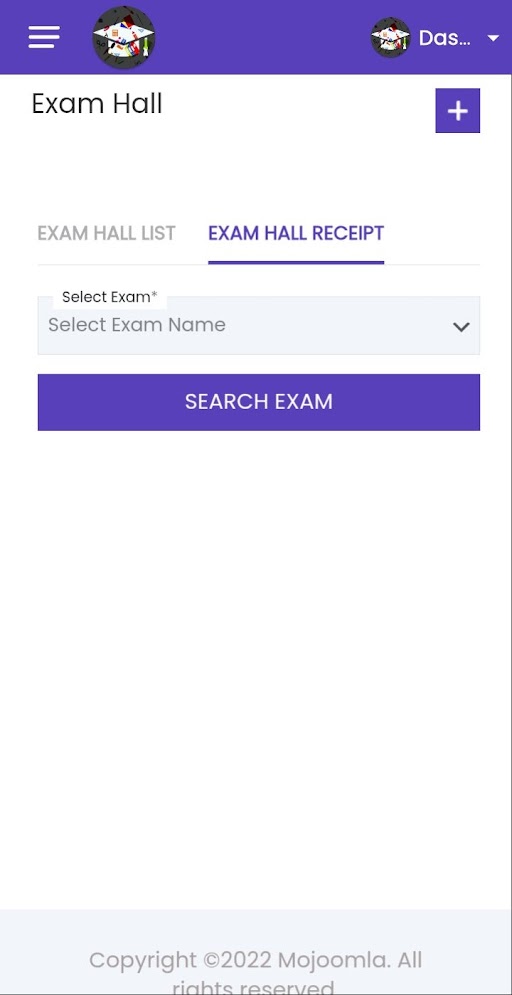 Das...
Exam Hall
EXAM HALL LIST EXAM HALL RECEIPT
Select Exam*
Select Exam Name
SEARCH EXAM
Copyright ©2022 Mojoomla. All
rights reserved